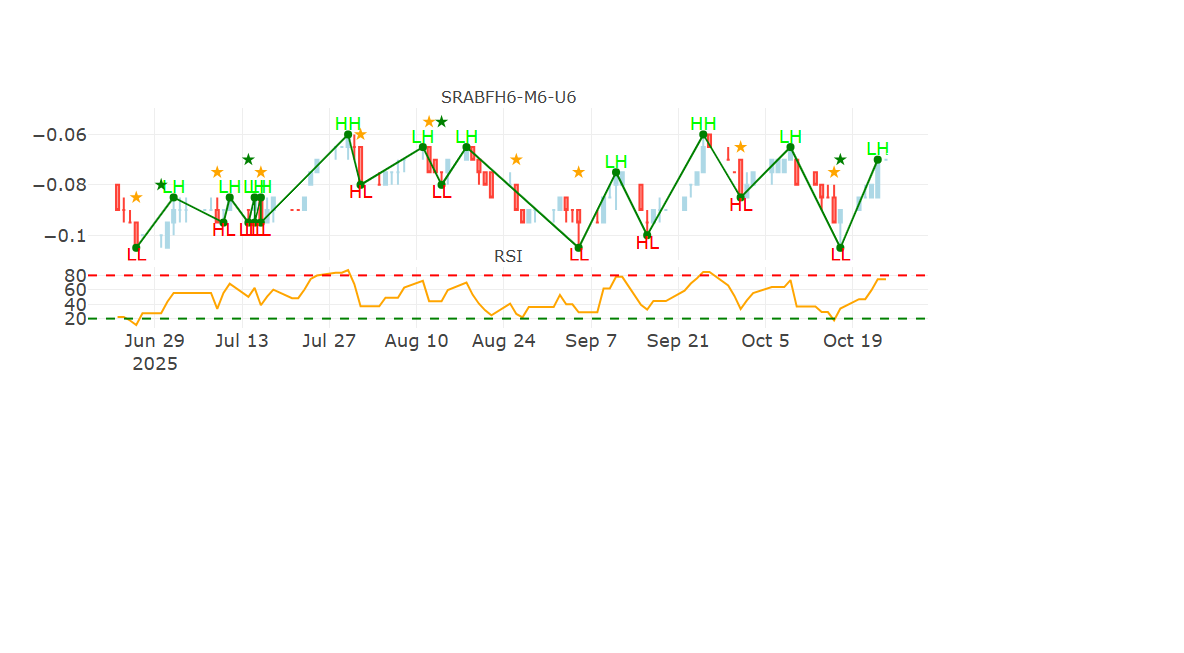 SRABFH6-M6-U6
−0.06
−0.08
−0.1
HH
HH
LH
LH
LH
LH
LH
LH
LH
LH
LH
HL
LL
HL
HL
HL
LL
LL
LL
LL
RSI
80
60
40
20
Jun 29
2025
Jul 13
Jul 27
Aug 10
Aug 24
Sep 7
Sep 21
Oct 5
Oct 19